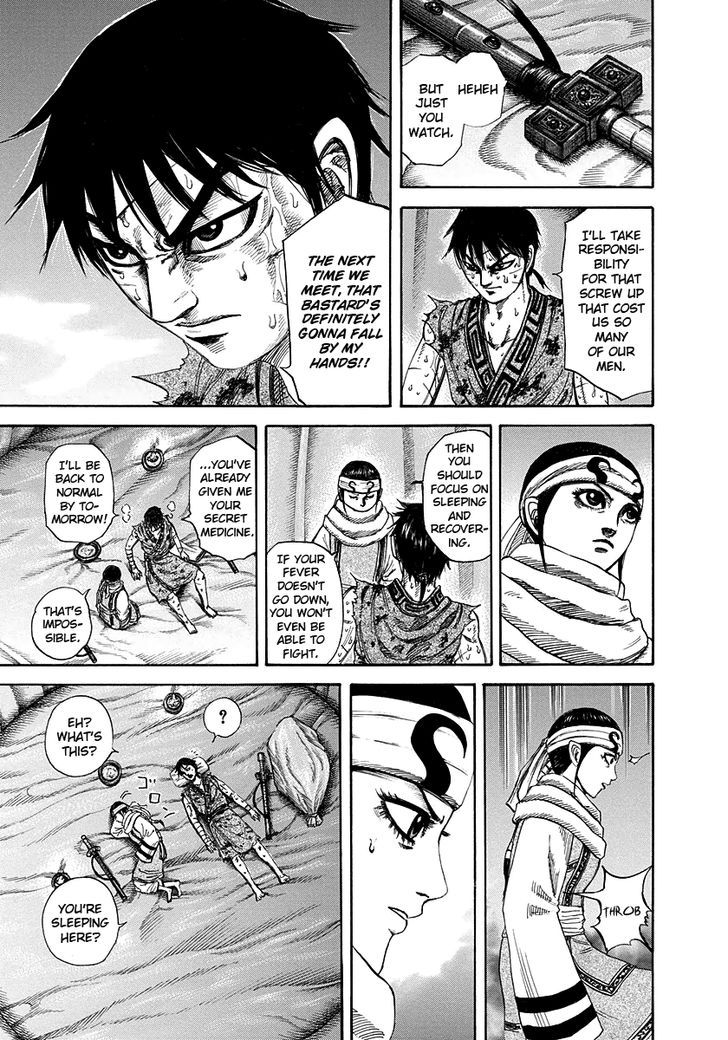 HEHEH
BUT
JUST
YOU
WATCH.
I'LL TAKE
RESPONSI-
BILITY
FOR THAT
SCREW UP
THAT COST
US SO
MANY
OF OUR
MEN.
THE NEXT
TIME WE
MEET, THAT
BASTARD'S
DEFINITELY
GONNA FALL
BY MY
HANDS!!
THEN
YOU
SHOULD
FOCUS ON
SLEEPING
AND
RECOVER-
ING.
IF YOUR
FEVER
DOESN'T
GO DOWN,
YOU WON'T
EVEN BE
ABLE TO
FIGHT.
...YOU'VE
ALREADY
GIVEN ME
YOUR
SECRET
MEDICINE.
I'LL BE
BACK TO
NORMAL
BY TO-
MORROW!
THAT'S
IMPOS-
SIBLE.
THROB
?
EH?
WHAT'S
THIS?
ゴロ
YOU'RE
SLEEPING
HERE?